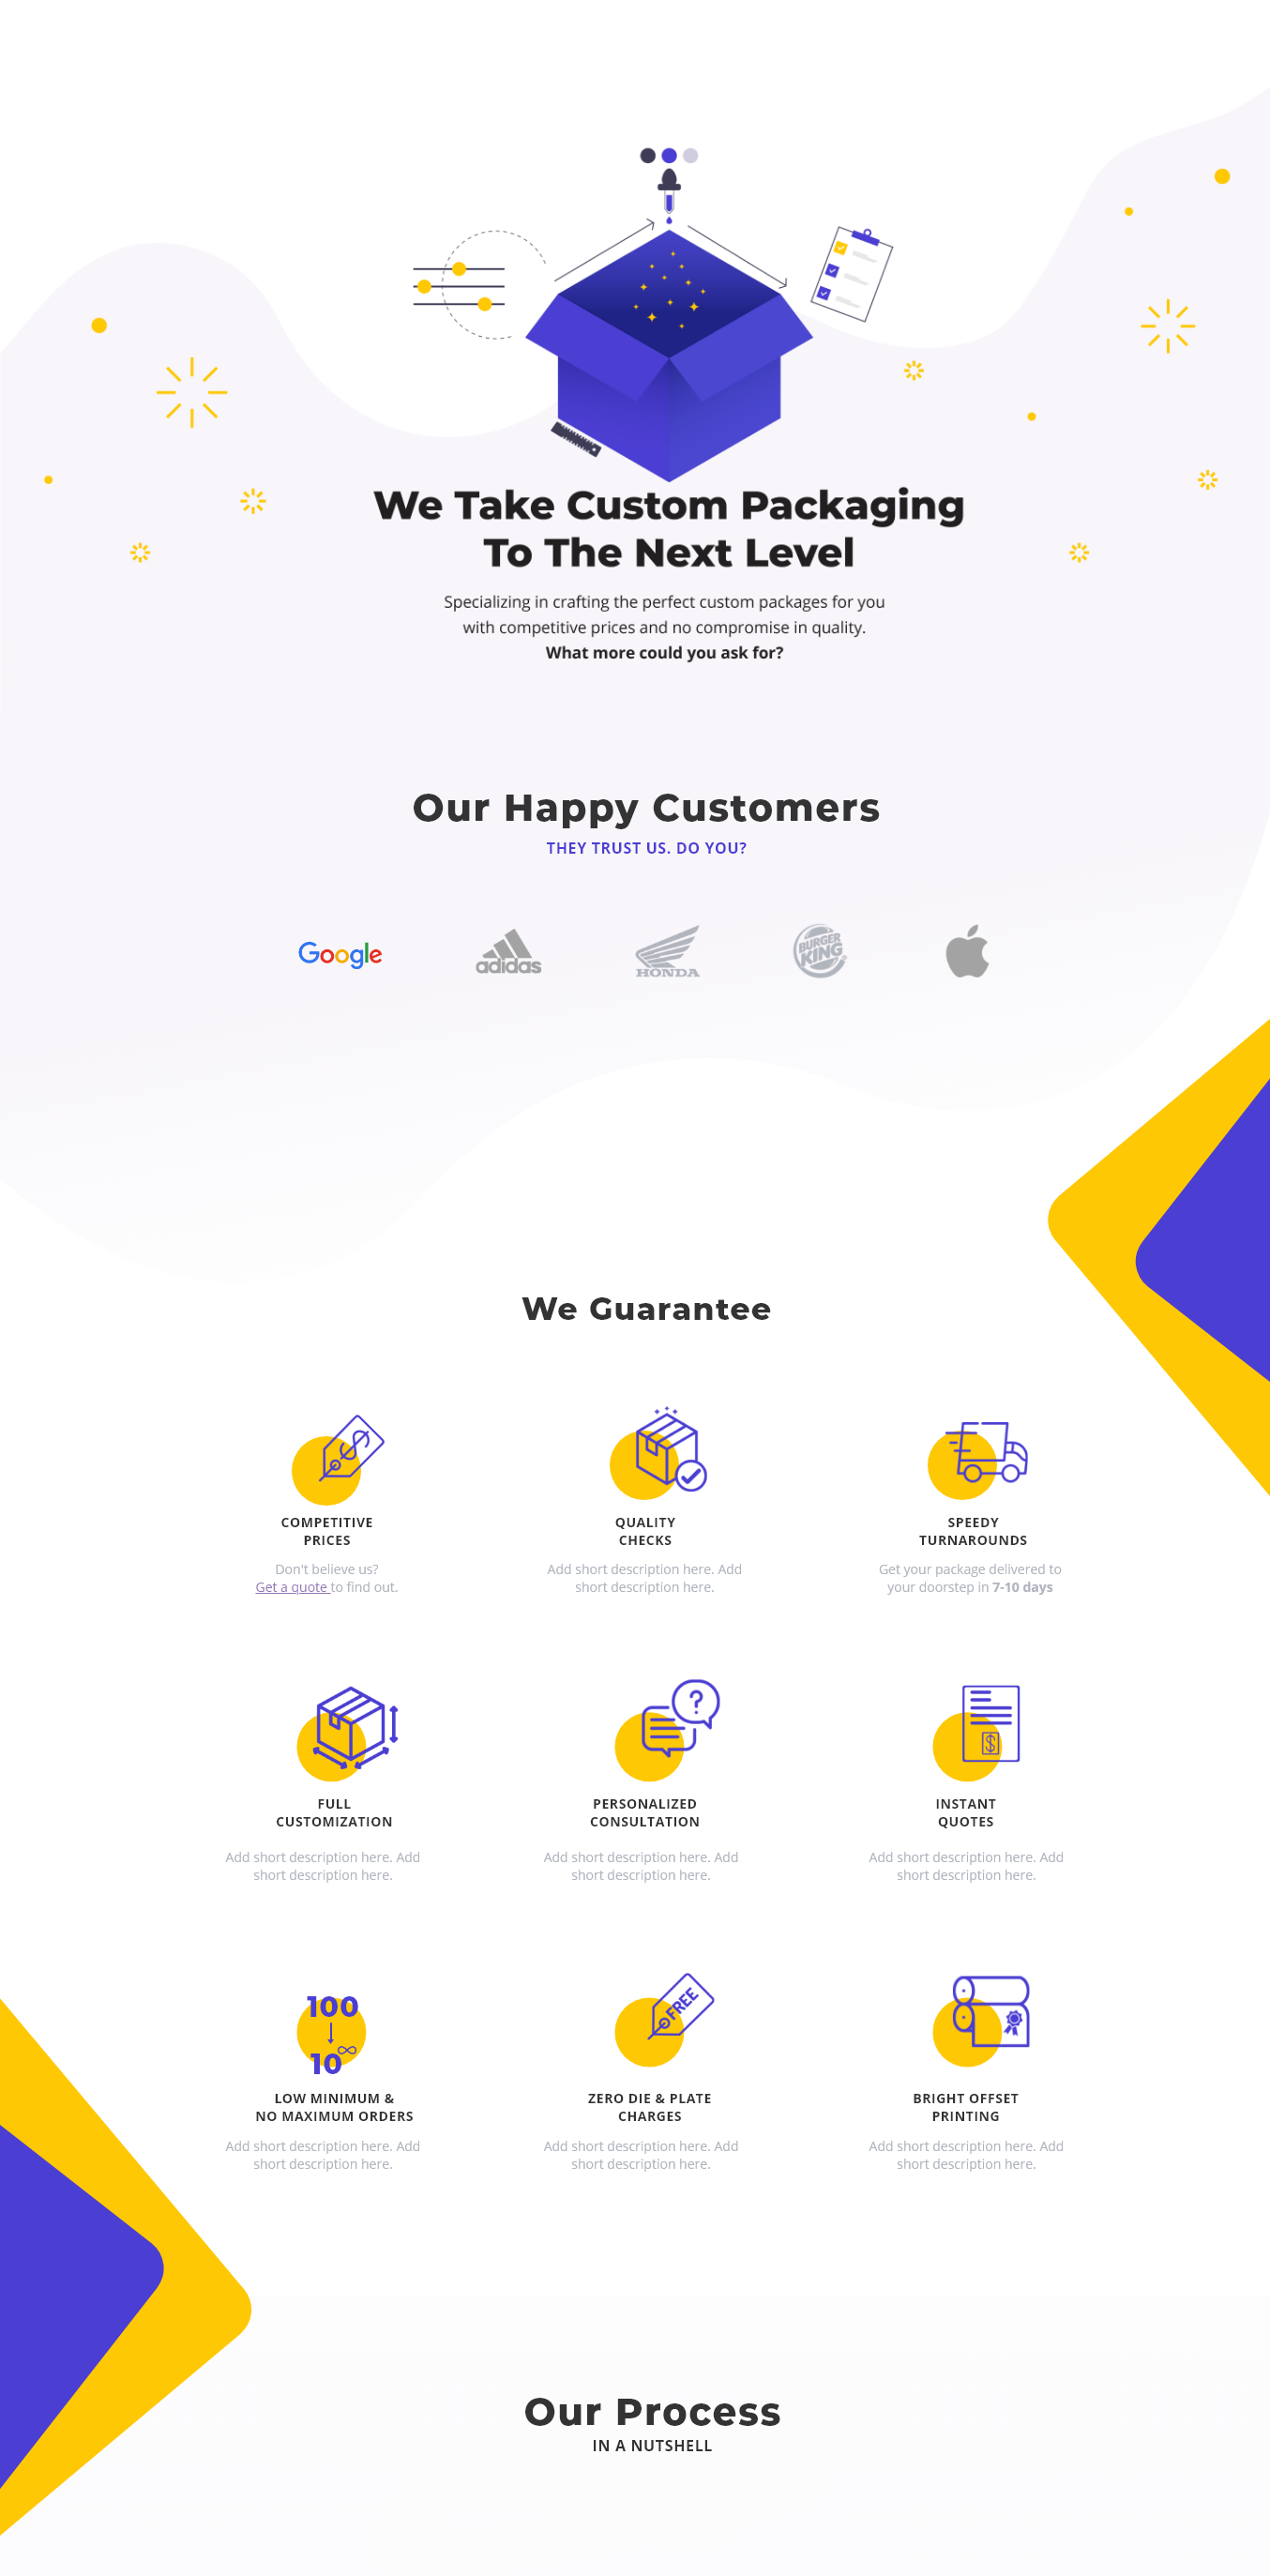 We Take Custom Packaging
To The Next Level
Specializing in crafting the perfect custom packages for you
with competitive prices and no compromise in quality.
What more could you ask for?
Our Happy Customers
THEY TRUST US. DO YOU?
Google
adidas
HONDA
BURGER
KING
We Guarantee
COMPETITIVE
PRICES
Don't believe us?
Get a quote to find out.
QUALITY
CHECKS
Add short description here. Add
short description here.
SPEEDY
TURNAROUNDS
Get your package delivered to
your doorstep in 7-10 days
FULL
CUSTOMIZATION
Add short description here. Add
short description here.
PERSONALIZED
CONSULTATION
Add short description here. Add
short description here.
INSTANT
QUOTES
Add short description here. Add
short description here.
100
10∞
LOW MINIMUM &
NO MAXIMUM ORDERS
Add short description here. Add
short description here.
FREE
ZERO DIE & PLATE
CHARGES
Add short description here. Add
short description here.
BRIGHT OFFSET
PRINTING
Add short description here. Add
short description here.
Our Process
IN A NUTSHELL